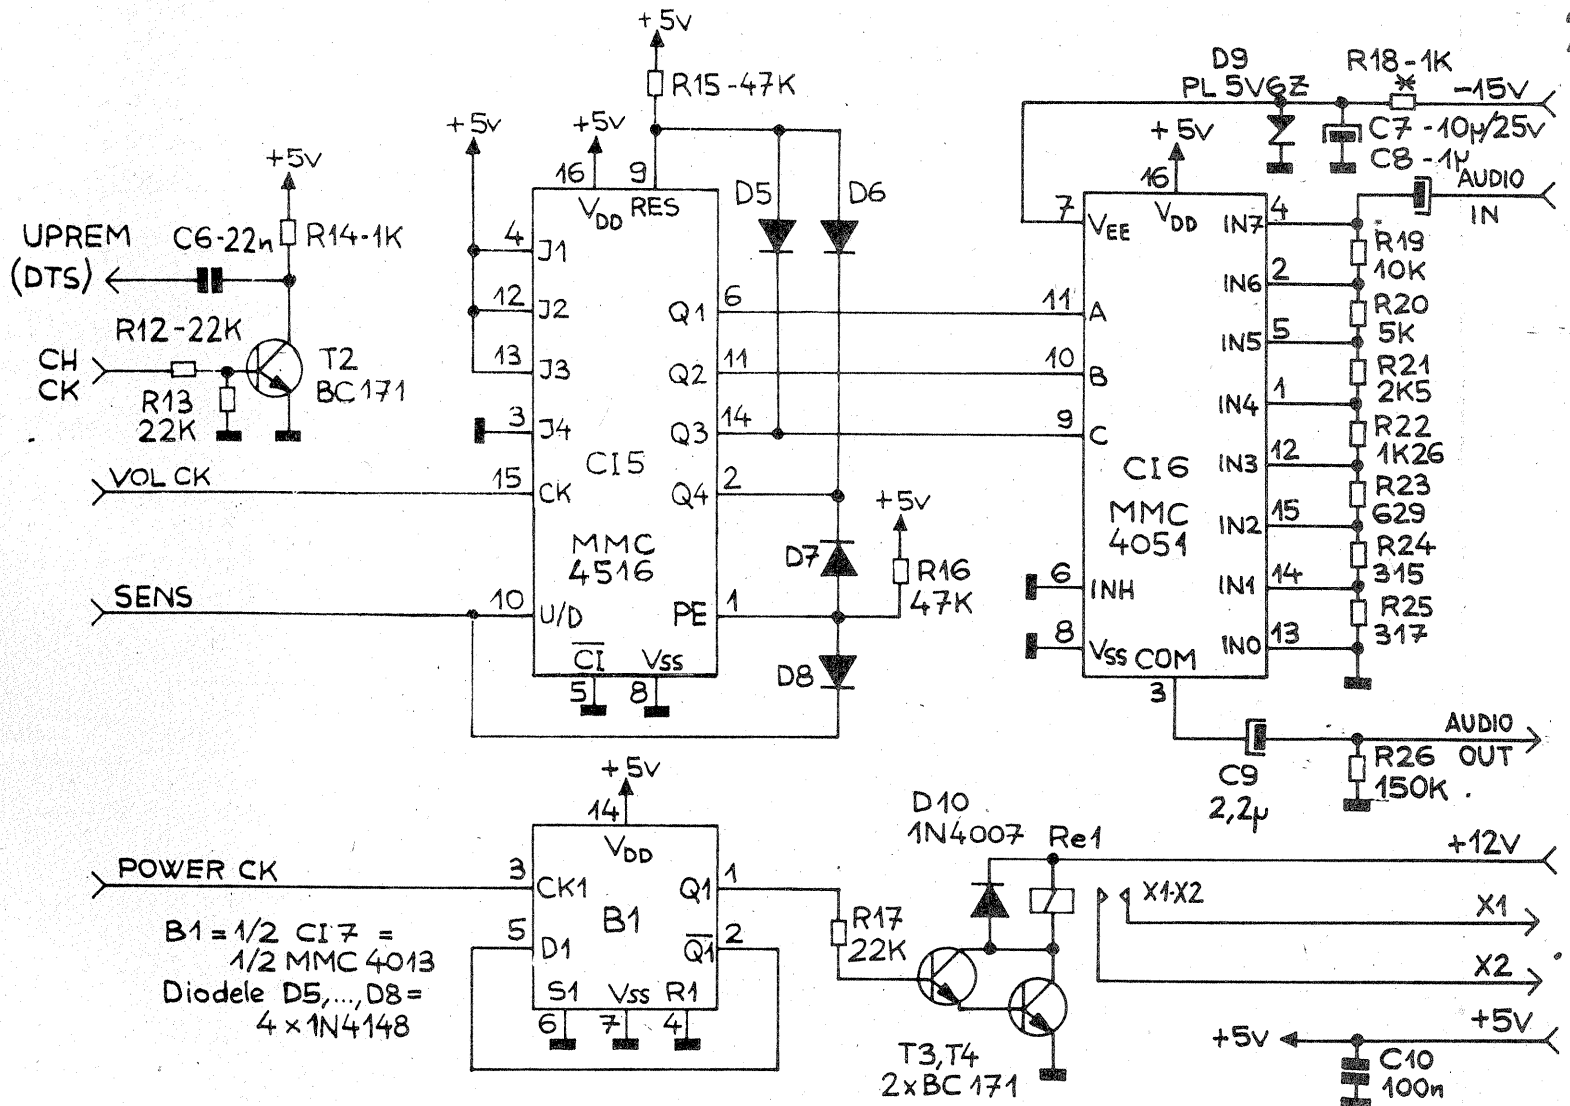 +5v
R15-47K
+5v
+5v
16
9
VDD RES
D5
D6
+5v
UPREM
(DTS)
C6-22n
R14-1K
R12-22K
CH
CK
R13
22K
T2
BC171
4
J1
12
J2
13
J3
3
J4
Q1
6
Q2
11
Q3
14
CI5
VOL CK
15
CK
Q4
2
MMC
4516
D7
+5v
R16
47K
SENS
10
U/D
PE
1
CI
VSS
5
8
D8
D9
PL5V6Z
R18-1K
*
-15V
C7-10µ/25v
C8-1µ
+5v
AUDIO
IN
16
7
VEE
VDD
IN7
4
R19
10K
IN6
2
R20
5K
11
A
IN5
5
R21
2K5
10
B
IN4
1
R22
1K26
9
C
CI6
IN3
12
R23
629
MMC
4051
IN2
15
R24
315
6
INH
IN1
14
R25
317
8
VSS COM
IN0
13
3
C9
2,2µ
AUDIO
OUT
R26
150K
+5v
14
VDD
POWER CK
3
CK1
Q1
1
B1
5
D1
Q1
2
S1
VSS
R1
6
7
4
B1 = 1/2 CI7 =
1/2 MMC 4013
Diodele D5,...,D8=
4x1N4148
R17
22K
D10
1N4007
Re1
T3,T4
2xBC171
+12V
X1-X2
X1
X2
+5v
+5V
C10
100n